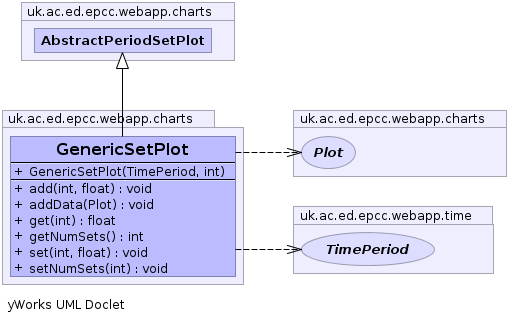 uk.ac.ed.epcc.webapp.charts
AbstractPeriodSetPlot
uk.ac.ed.epcc.webapp.charts
GenericSetPlot
+ GenericSetPlot(TimePeriod, int)
+ add(int, float) : void
+ addData(Plot) : void
+ get(int) : float
+ getNumSets() : int
+ set(int, float) : void
+ setNumSets(int) : void
uk.ac.ed.epcc.webapp.charts
Plot
uk.ac.ed.epcc.webapp.time
TimePeriod
yWorks UML Doclet